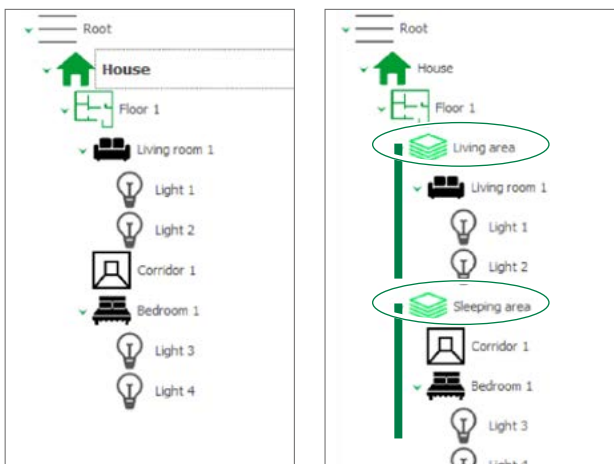 Root
House
Floor 1
Living room 1
Light 1
Light 2
Corridor 1
Bedroom 1
Light 3
Light 4
Root
House
Floor 1
Living area
Living room 1
Light 1
Light 2
Sleeping area
Corridor 1
Bedroom 1
Light 3
Light 4